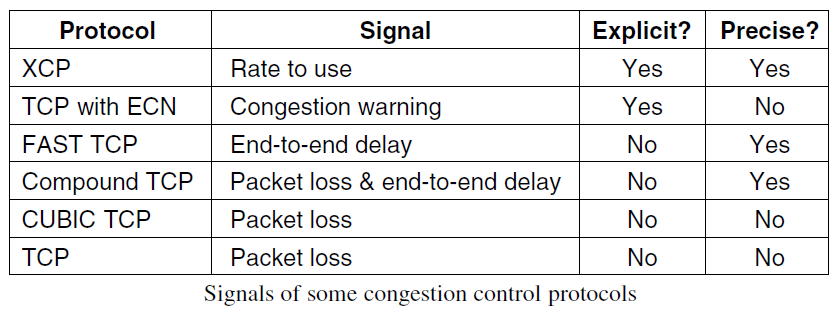 Protocol Signal Explicit? Precise?
XCP Rate to use Yes Yes
TCP with ECN Congestion warning Yes No
FAST TCP End-to-end delay No Yes
Compound TCP Packet loss & end-to-end delay No Yes
CUBIC TCP Packet loss No No
TCP Packet loss No No
Signals of some congestion control protocols